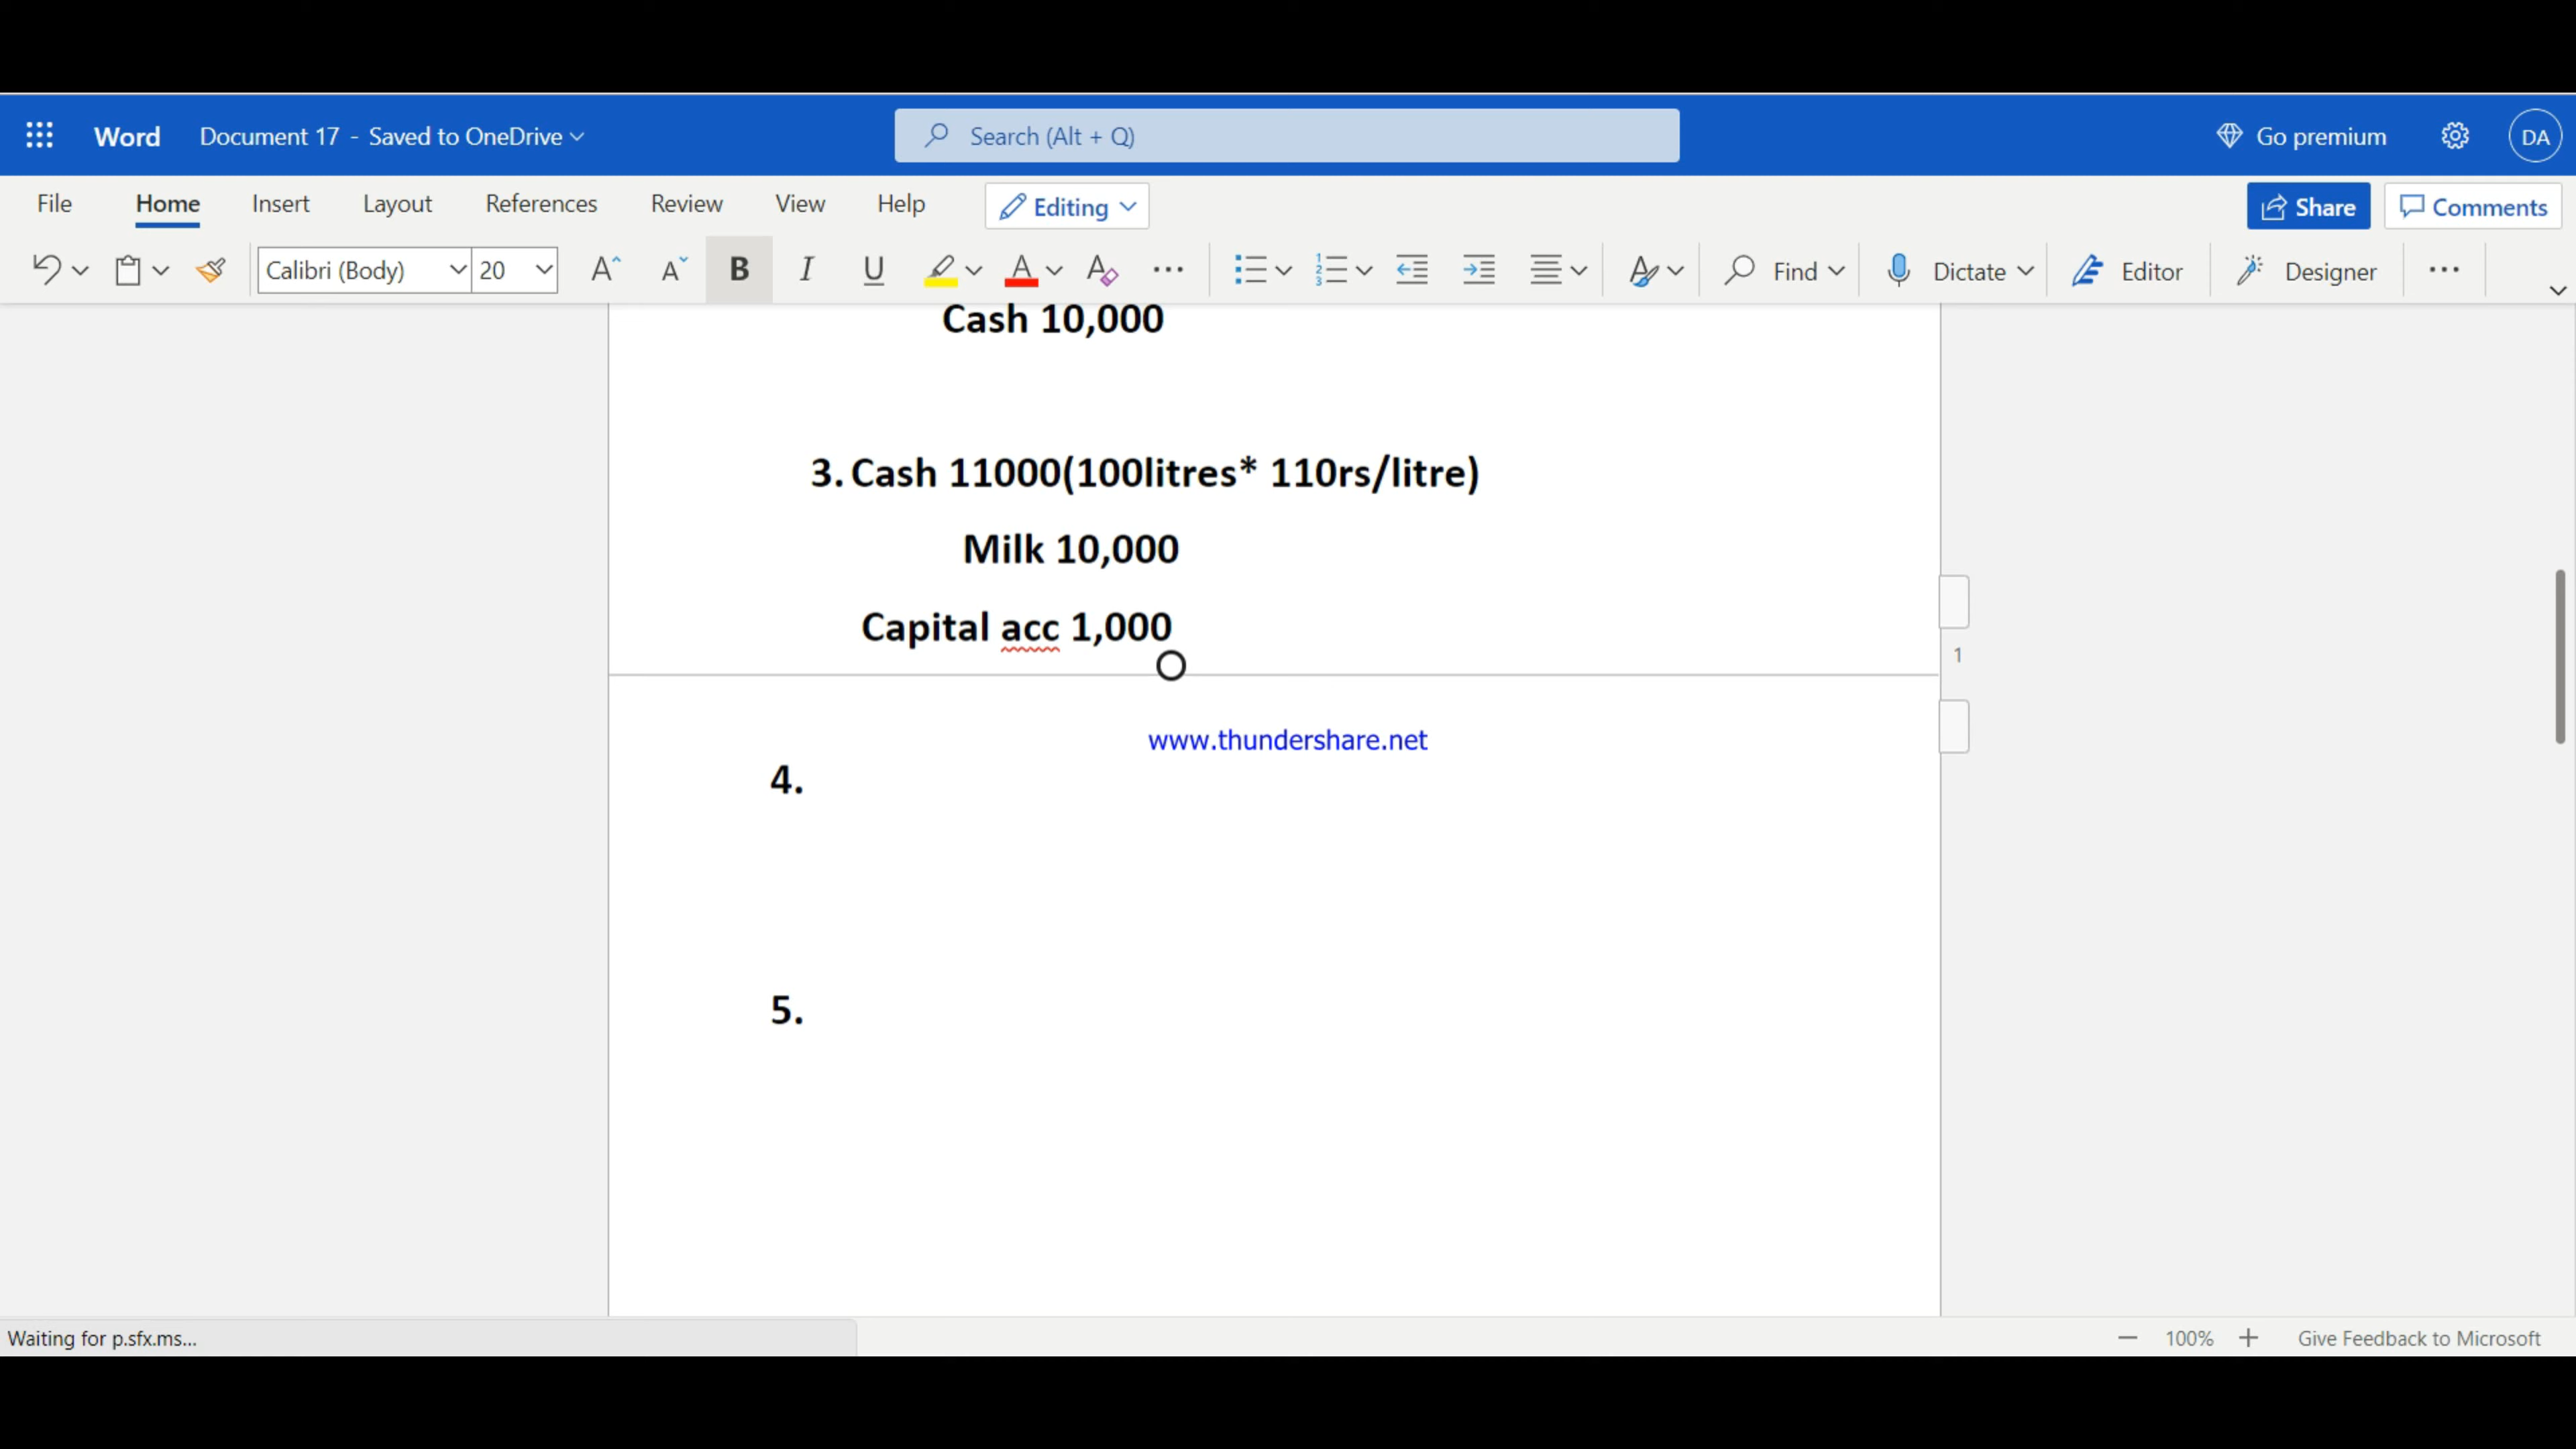 Word Document 17 - Saved to OneDrive Search (Alt + Q) Go premium DA
File Home Insert Layout References Review View Help Editing Share Comments
Calibri (Body) 20 A A B I U A A ... Find Dictate Editor Designer ...
Cash 10,000
3. Cash 11000(100litres* 110rs/litre)
Milk 10,000
Capital acc 1,000
1
www.thundershare.net
4.
5.
Waiting for p.sfx.ms... 100% Give Feedback to Microsoft